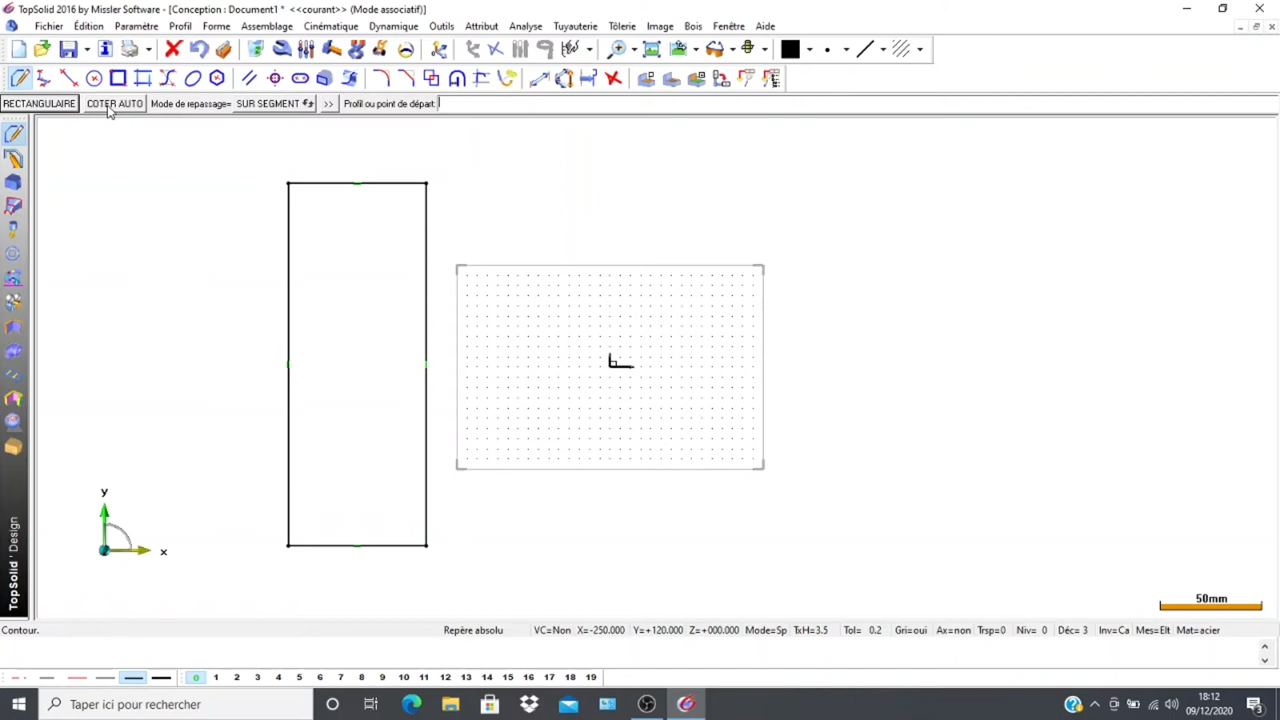 TopSolid 2016 by Missler Software - [Conception : Document1 * <<courant>> (Mode associatif)]
Fichier Édition Paramètre Profil Forme Assemblage Cinématique Attribut Outils Analyse Tuyauterie Tôlerie Image Bois Fenêtre Aide
RECTANGULAIRE COTER AUTO Mode de repassage= SUR SEGMENT >> Profil ou point de départ:
y
x
TopSolid ' Design
50mm
Contour. Repère absolu VC=Non X=-250.000 Y=+120.000 Z=+000.000 Mode=Sp TxH=3.5 Tol= 0.2 Gri=oui Ax=non Trsp=0 Niv= 0 Déc= 3 Inv=Ca Mes=Elt Mat=acier
0 1 2 3 4 5 6 7 8 9 10 11 12 13 14 15 16 17 18 19
Taper ici pour rechercher
18:12
09/12/2020
3